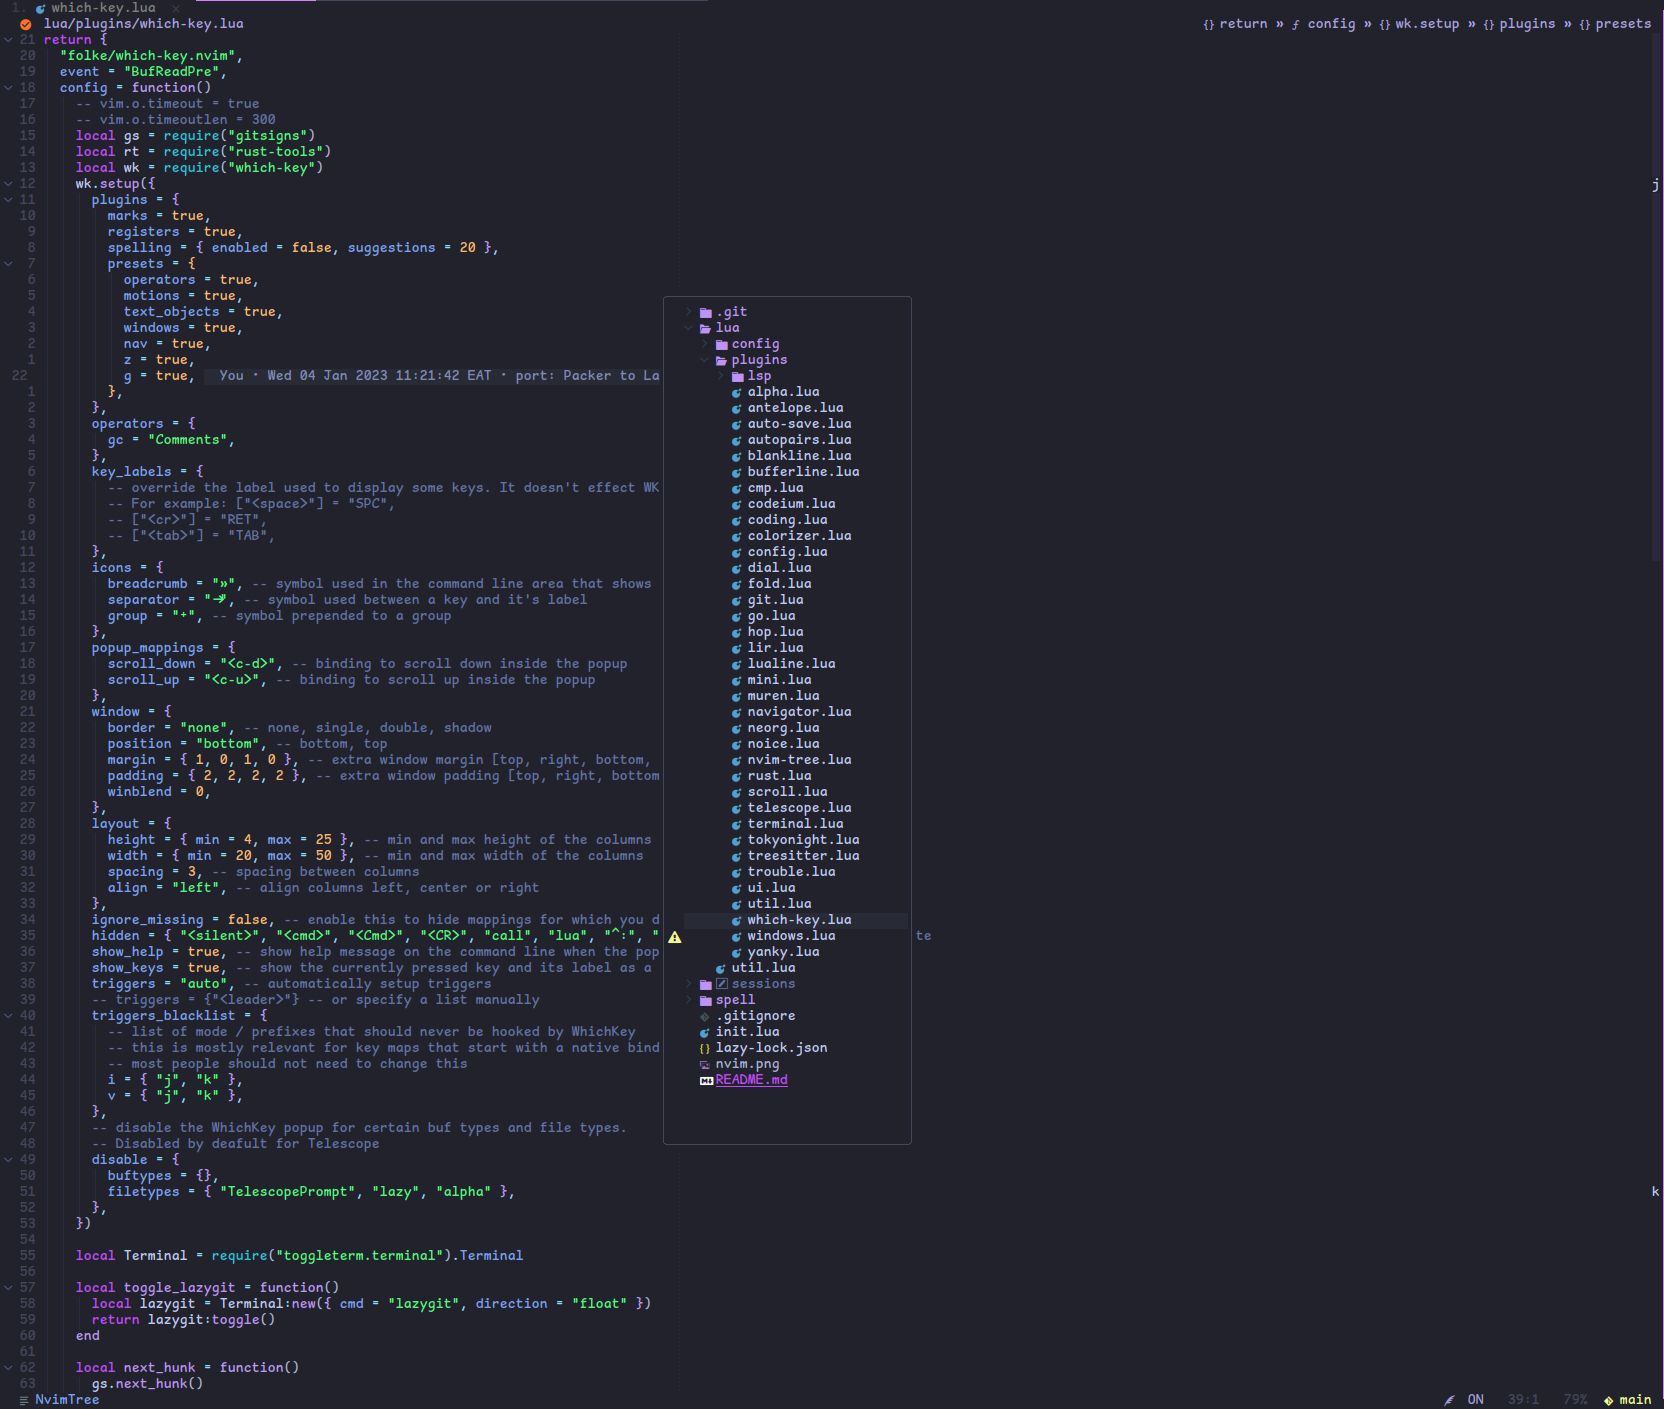 1. which-key.lua ×
lua/plugins/which-key.lua
{} return » ƒ config » {} wk.setup » {} plugins » {} presets
21 return {
20 "folke/which-key.nvim",
19 event = "BufReadPre",
18 config = function()
17 -- vim.o.timeout = true
16 -- vim.o.timeoutlen = 300
15 local gs = require("gitsigns")
14 local rt = require("rust-tools")
13 local wk = require("which-key")
12 wk.setup({
j
11 plugins = {
10 marks = true,
9 registers = true,
8 spelling = { enabled = false, suggestions = 20 },
7 presets = {
6 operators = true,
5 motions = true,
4 text_objects = true,
3 windows = true,
2 nav = true,
1 z = true,
22 g = true, You • Wed 04 Jan 2023 11:21:42 EAT • port: Packer to La
1 },
2 },
3 operators = {
4 gc = "Comments",
5 },
6 key_labels = {
7 -- override the label used to display some keys. It doesn't effect WK
8 -- For example: ["<space>"] = "SPC",
9 -- ["<cr>"] = "RET",
10 -- ["<tab>"] = "TAB",
11 },
12 icons = {
13 breadcrumb = "»", -- symbol used in the command line area that shows
14 separator = "➜", -- symbol used between a key and it's label
15 group = "+", -- symbol prepended to a group
16 },
17 popup_mappings = {
18 scroll_down = "<c-d>", -- binding to scroll down inside the popup
19 scroll_up = "<c-u>", -- binding to scroll up inside the popup
20 },
21 window = {
22 border = "none", -- none, single, double, shadow
23 position = "bottom", -- bottom, top
24 margin = { 1, 0, 1, 0 }, -- extra window margin [top, right, bottom,
25 padding = { 2, 2, 2, 2 }, -- extra window padding [top, right, bottom
26 winblend = 0,
27 },
28 layout = {
29 height = { min = 4, max = 25 }, -- min and max height of the columns
30 width = { min = 20, max = 50 }, -- min and max width of the columns
31 spacing = 3, -- spacing between columns
32 align = "left", -- align columns left, center or right
33 },
34 ignore_missing = false, -- enable this to hide mappings for which you d
35 hidden = { "<silent>", "<cmd>", "<Cmd>", "<CR>", "call", "lua", "^:", "
te
36 show_help = true, -- show help message on the command line when the pop
37 show_keys = true, -- show the currently pressed key and its label as a
38 triggers = "auto", -- automatically setup triggers
39 -- triggers = {"<leader>"} -- or specify a list manually
40 triggers_blacklist = {
41 -- list of mode / prefixes that should never be hooked by WhichKey
42 -- this is mostly relevant for key maps that start with a native bind
43 -- most people should not need to change this
44 i = { "j", "k" },
45 v = { "j", "k" },
46 },
47 -- disable the WhichKey popup for certain buf types and file types.
48 -- Disabled by deafult for Telescope
49 disable = {
50 buftypes = {},
51 filetypes = { "TelescopePrompt", "lazy", "alpha" },
k
52 },
53 })
54
55 local Terminal = require("toggleterm.terminal").Terminal
56
57 local toggle_lazygit = function()
58 local lazygit = Terminal:new({ cmd = "lazygit", direction = "float" })
59 return lazygit:toggle()
60 end
61
62 local next_hunk = function()
63 gs.next_hunk()
.git
lua
config
plugins
lsp
alpha.lua
antelope.lua
auto-save.lua
autopairs.lua
blankline.lua
bufferline.lua
cmp.lua
codeium.lua
coding.lua
colorizer.lua
config.lua
dial.lua
fold.lua
git.lua
go.lua
hop.lua
lir.lua
lualine.lua
mini.lua
muren.lua
navigator.lua
neorg.lua
noice.lua
nvim-tree.lua
rust.lua
scroll.lua
telescope.lua
terminal.lua
tokyonight.lua
treesitter.lua
trouble.lua
ui.lua
util.lua
which-key.lua
windows.lua
yanky.lua
util.lua
sessions
spell
.gitignore
init.lua
{} lazy-lock.json
nvim.png
README.md
NvimTree
ON 39:1 79% main